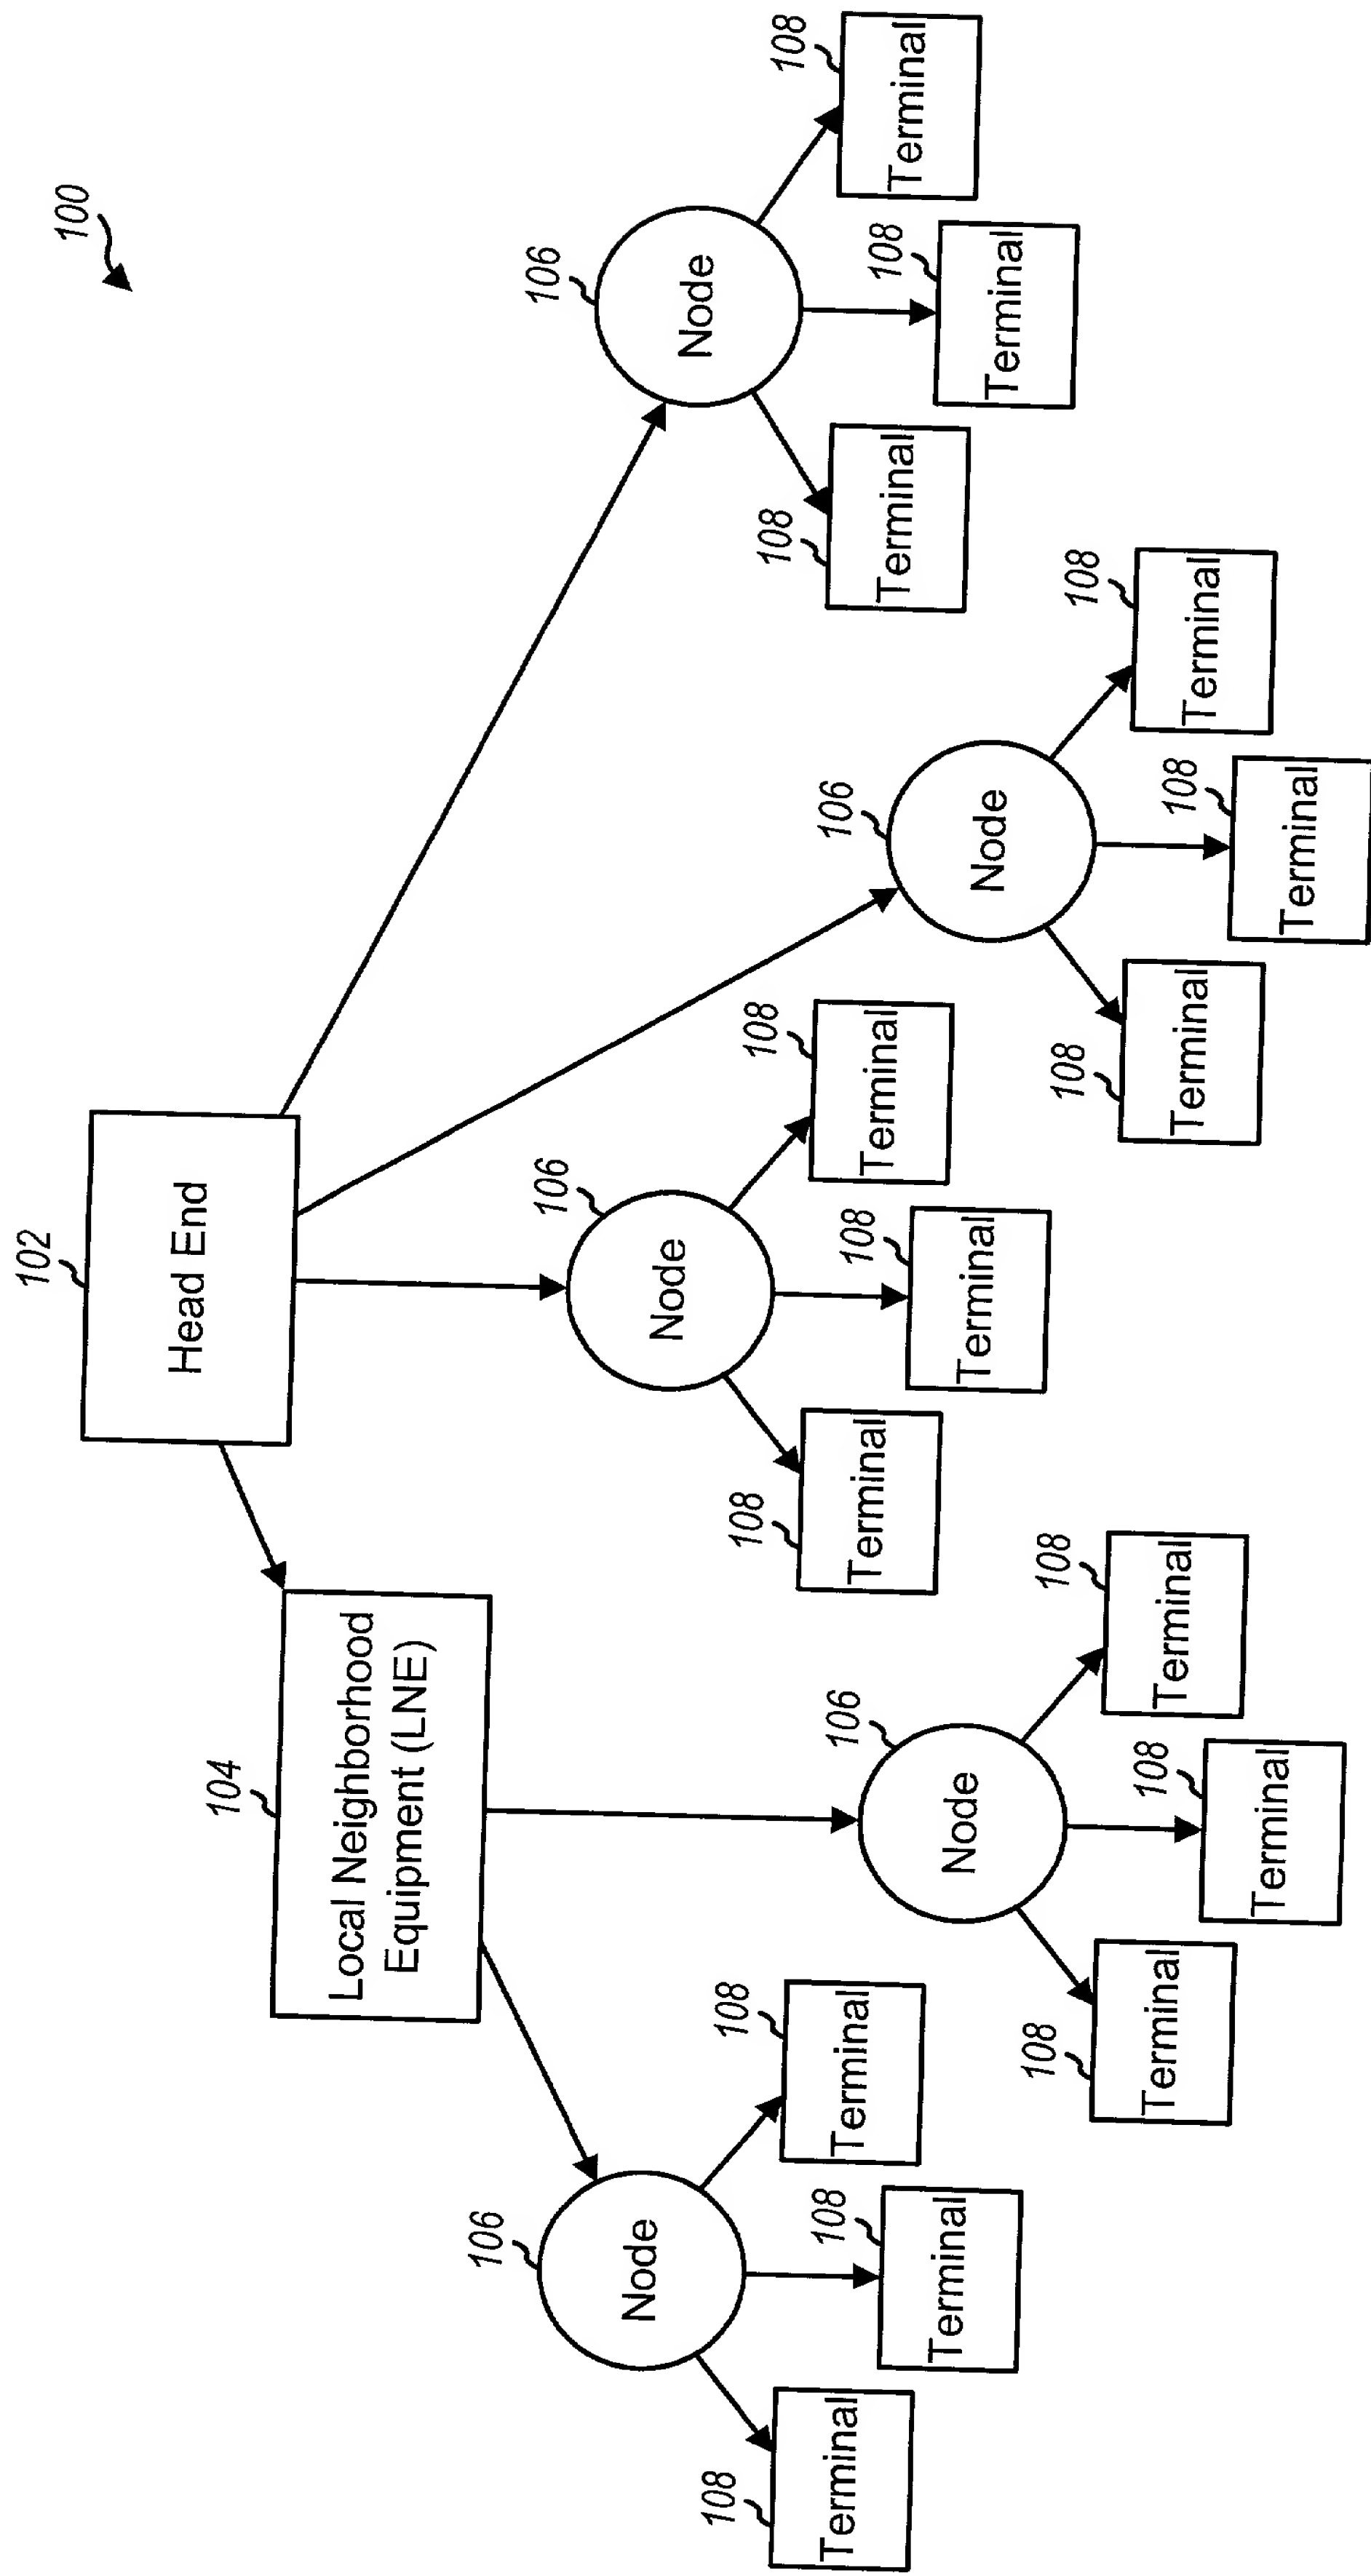 100
102
Head End
104
Local Neighborhood
Equipment (LNE)
106
Node
108
Terminal
108
Terminal
108
Terminal
106
Node
108
Terminal
108
Terminal
108
Terminal
106
Node
108
Terminal
108
Terminal
108
Terminal
106
Node
108
Terminal
108
Terminal
108
Terminal
106
Node
108
Terminal
108
Terminal
108
Terminal